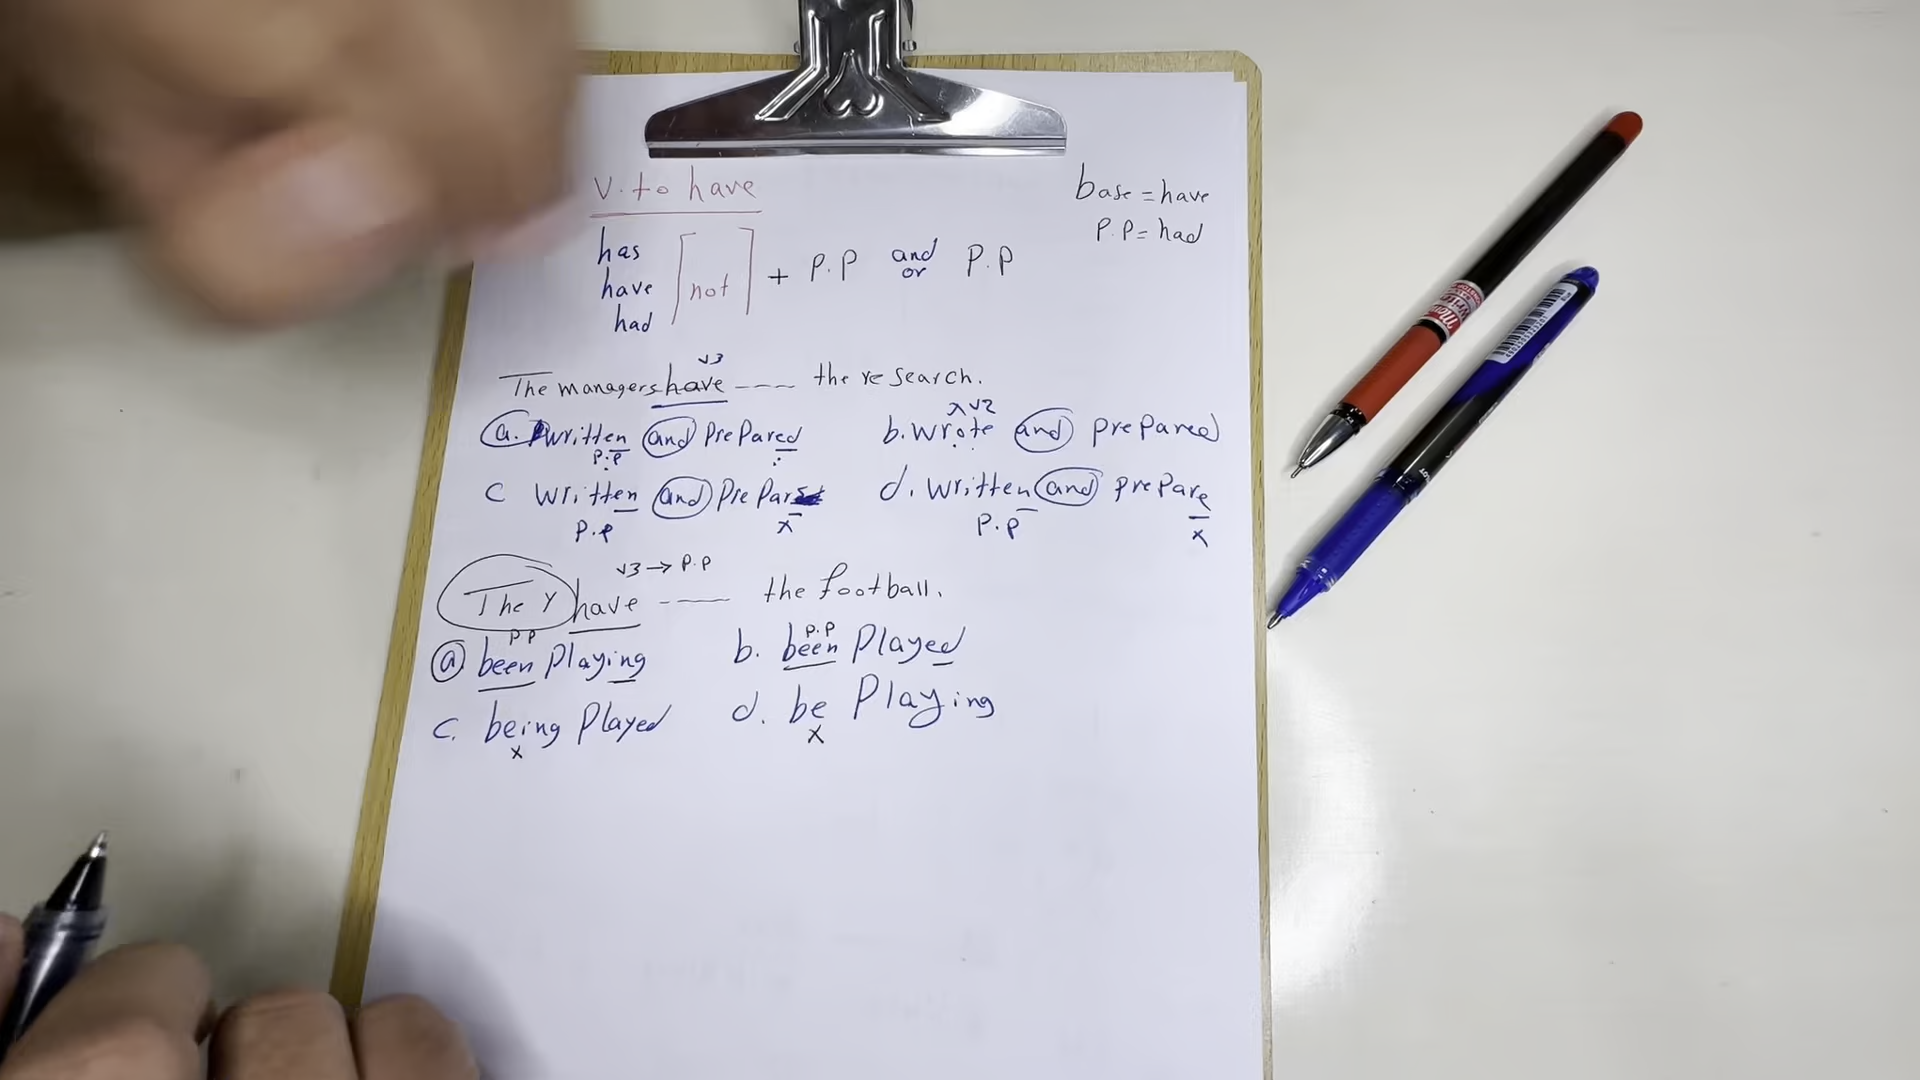 V. to have
base = have
P.P = had
has
have [not] + P.P and or P.P
had
v3
The managers have ---- the research.
a. written and prepared
P.P
x v2
b. wrote and prepared
c written and
P.P x
d. written and prepare
P.P x
v3 → P.P
They have ---- the football.
P.P
a been playing
P.P
b. been played
c. being played
x
d. be playing
x